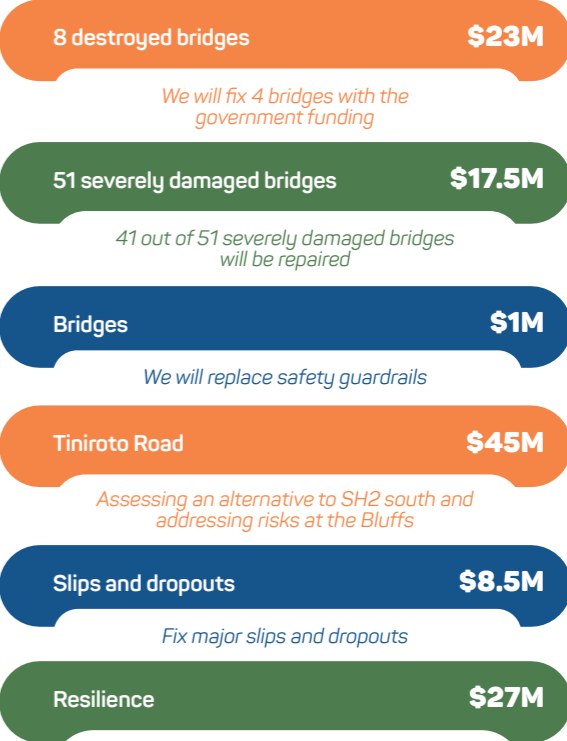 8 destroyed bridges $23M
We will fix 4 bridges with the
government funding
51 severely damaged bridges $17.5M
41 out of 51 severely damaged bridges
will be repaired
Bridges $1M
We will replace safety guardrails
Tiniroto Road $45M
Assessing an alternative to SH2 south and
addressing risks at the Bluffs
Slips and dropouts $8.5M
Fix major slips and dropouts
Resilience $27M